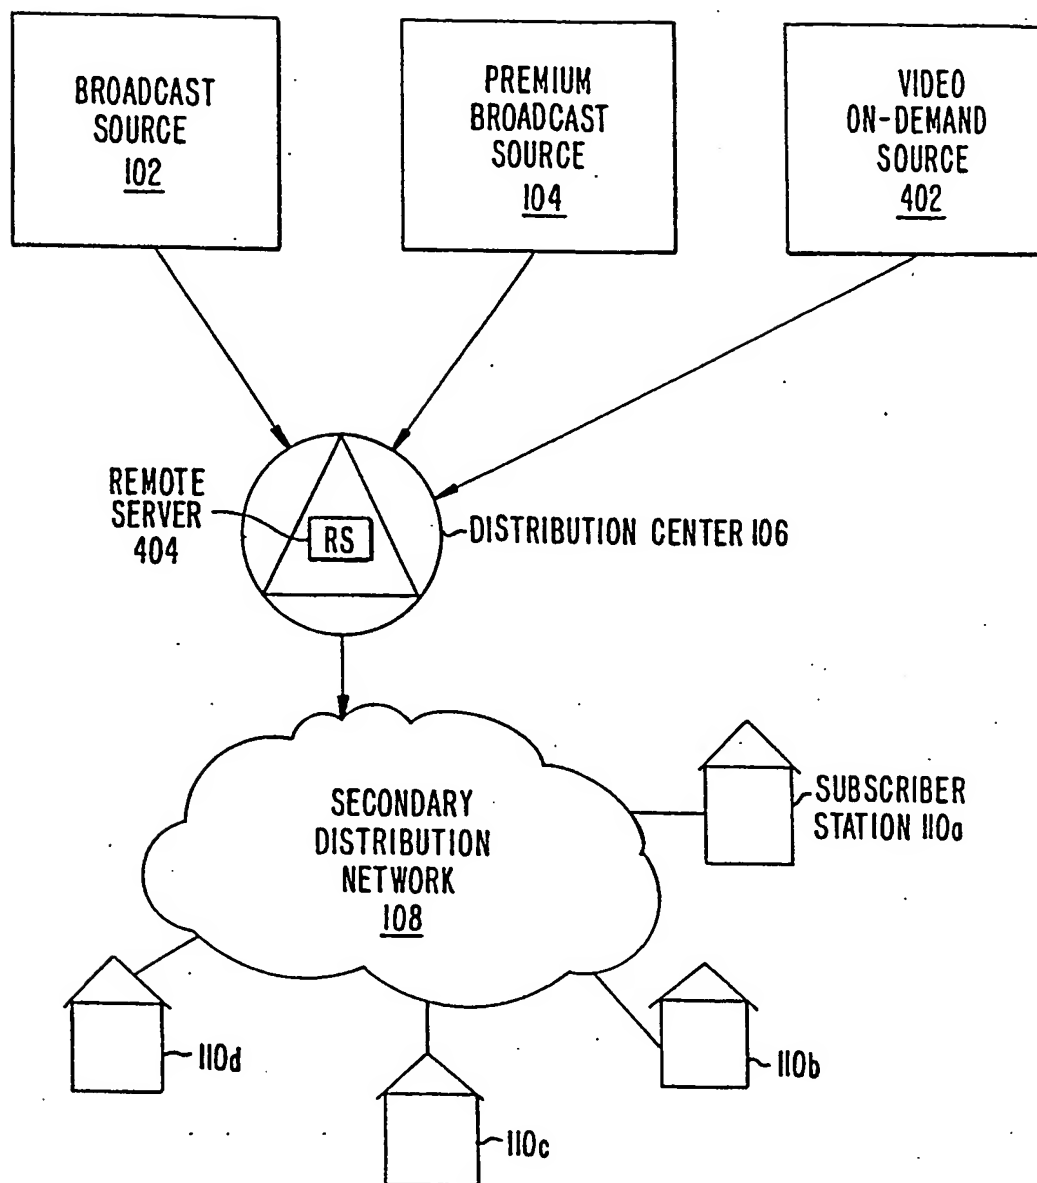 BROADCAST
SOURCE
102
PREMIUM
BROADCAST
SOURCE
104
VIDEO
ON-DEMAND
SOURCE
402
REMOTE
SERVER
404
RS
DISTRIBUTION CENTER 106
SECONDARY
DISTRIBUTION
NETWORK
108
SUBSCRIBER
STATION 110a
110d
110b
110c